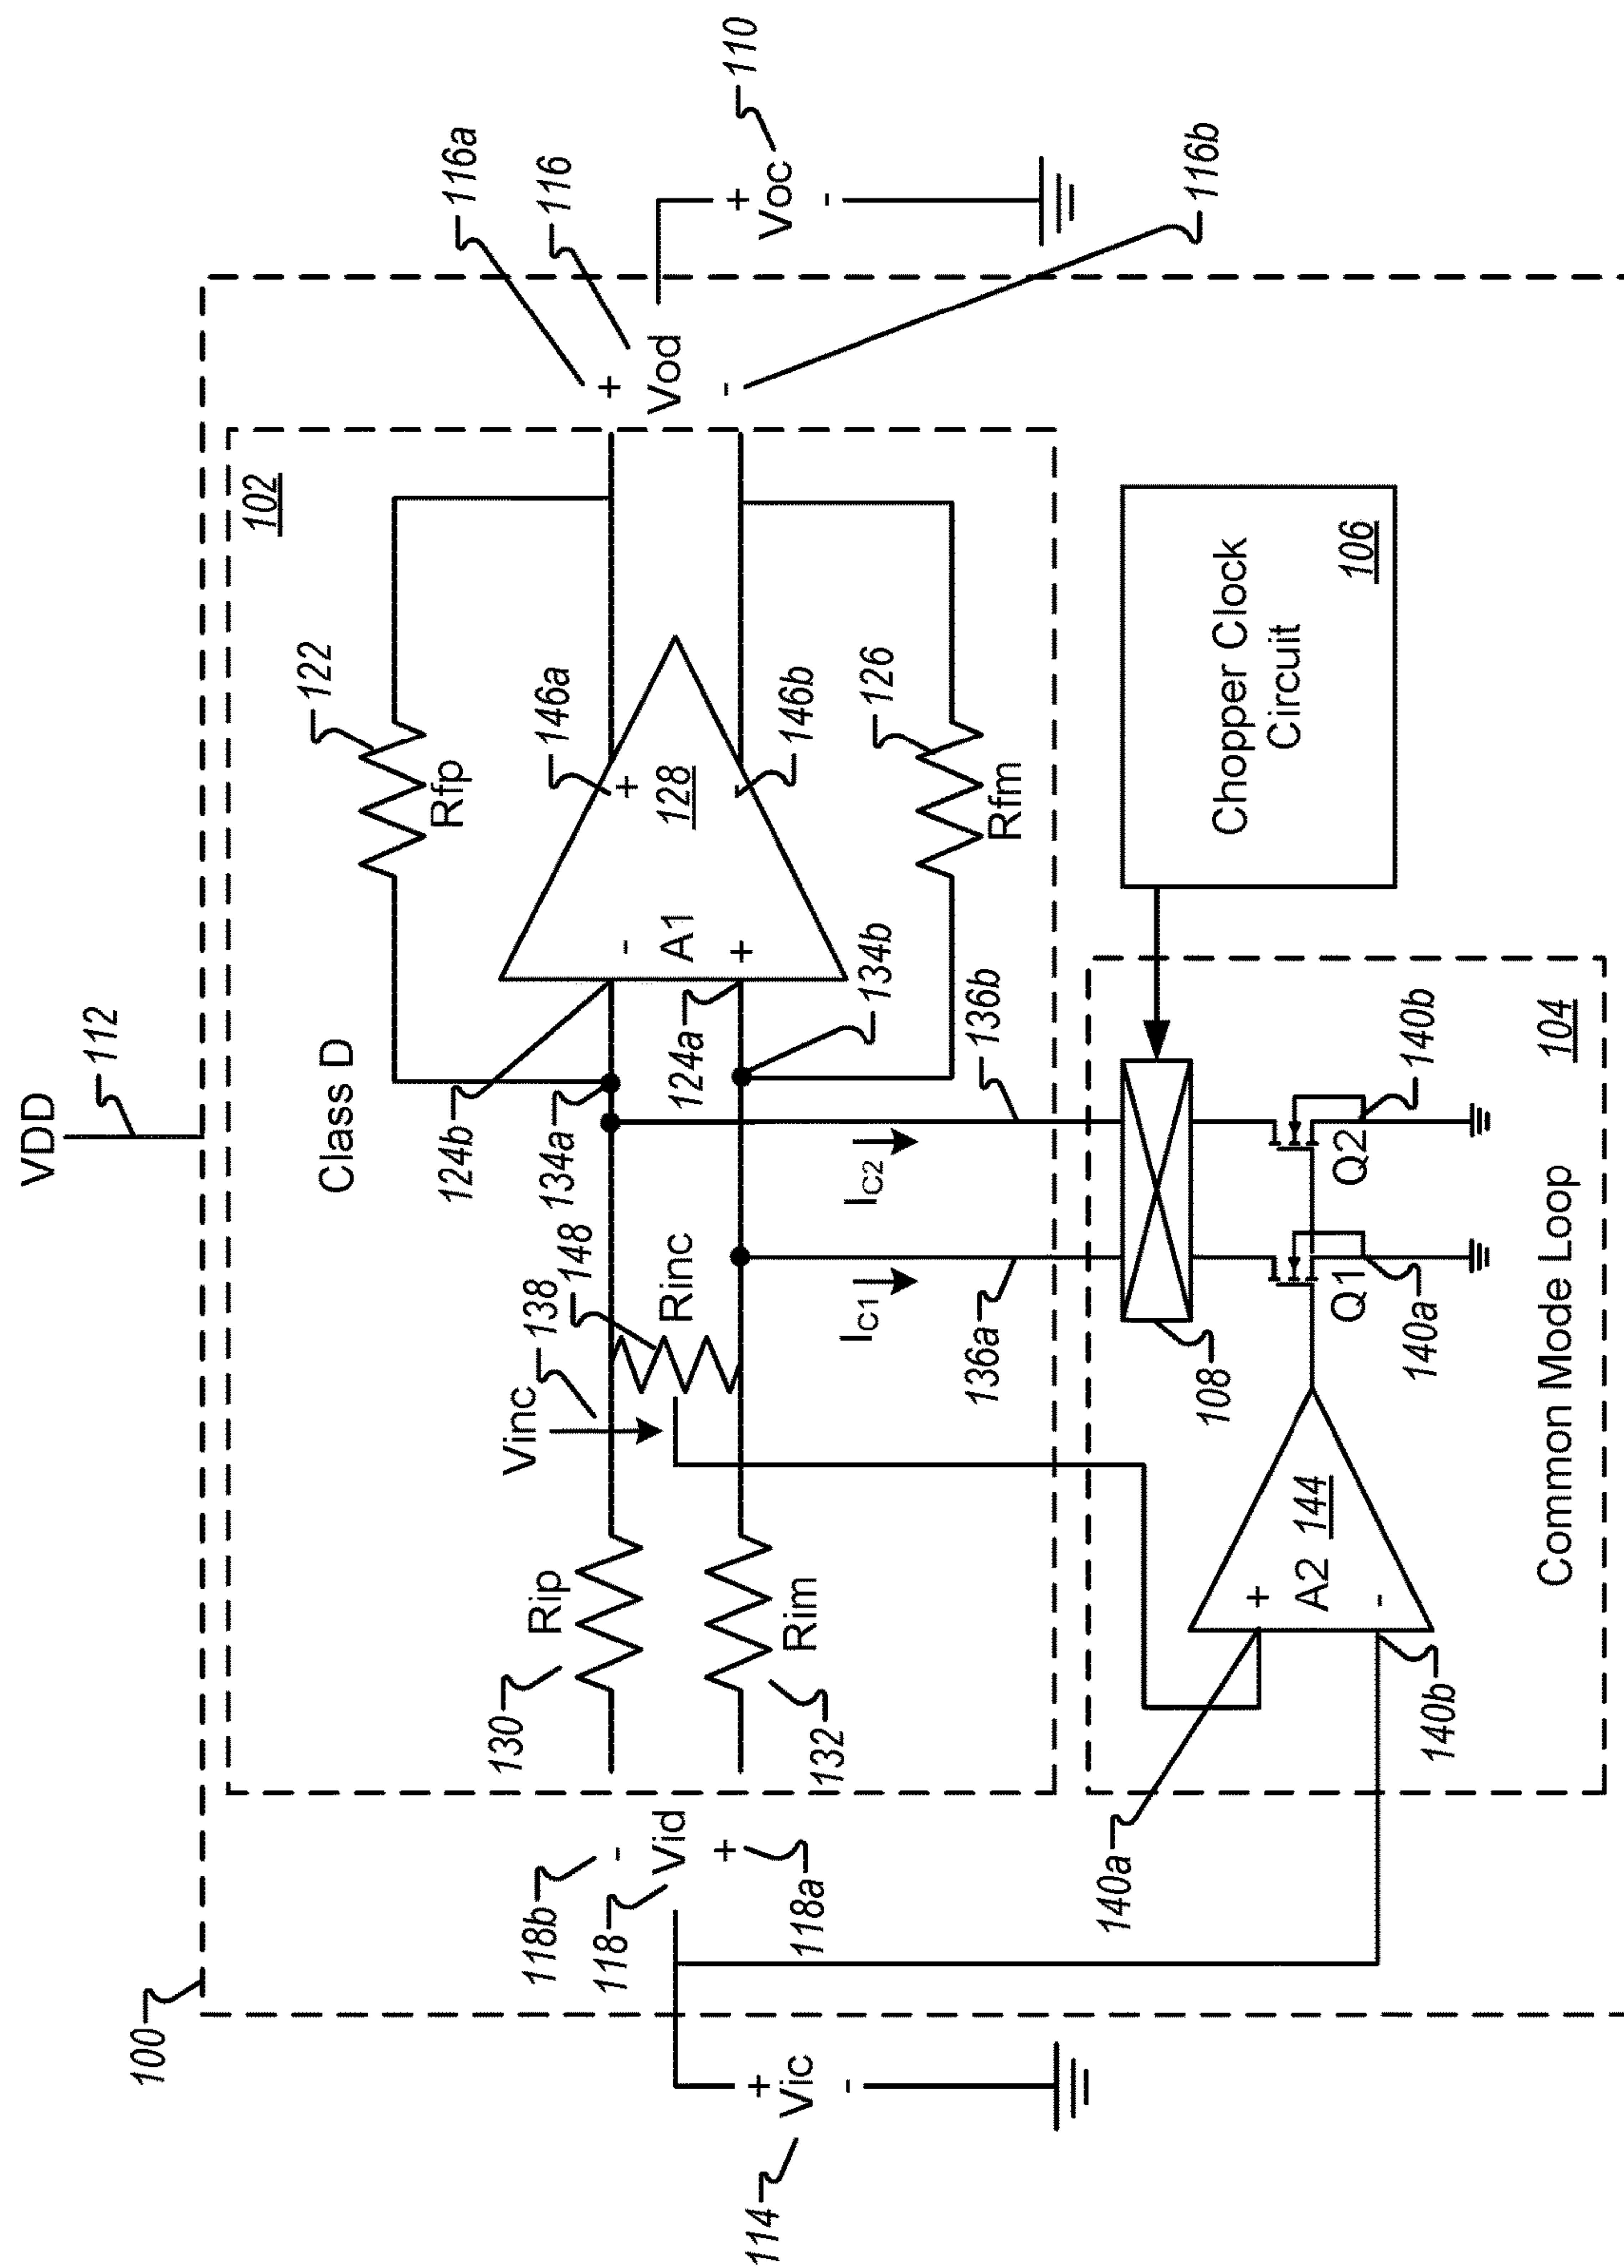 VDD
112
100
102
Class D
122
Rfp
116a
116
110
+
Vod
-
116b
+
Voc
-
146a
+
128
146b
-
-
A1
+
124b
134a
124a
134b
126
Rfm
138
148
Vinc
Rinc
130
Rip
Rim
132
118b
-
118
Vid
+
118a
114
+
Vic
-
IC1
IC2
136a
136b
Chopper Clock
Circuit
106
108
104
Q1
140a
Q2
140b
+
A2
144
-
140a
140b
Common Mode Loop